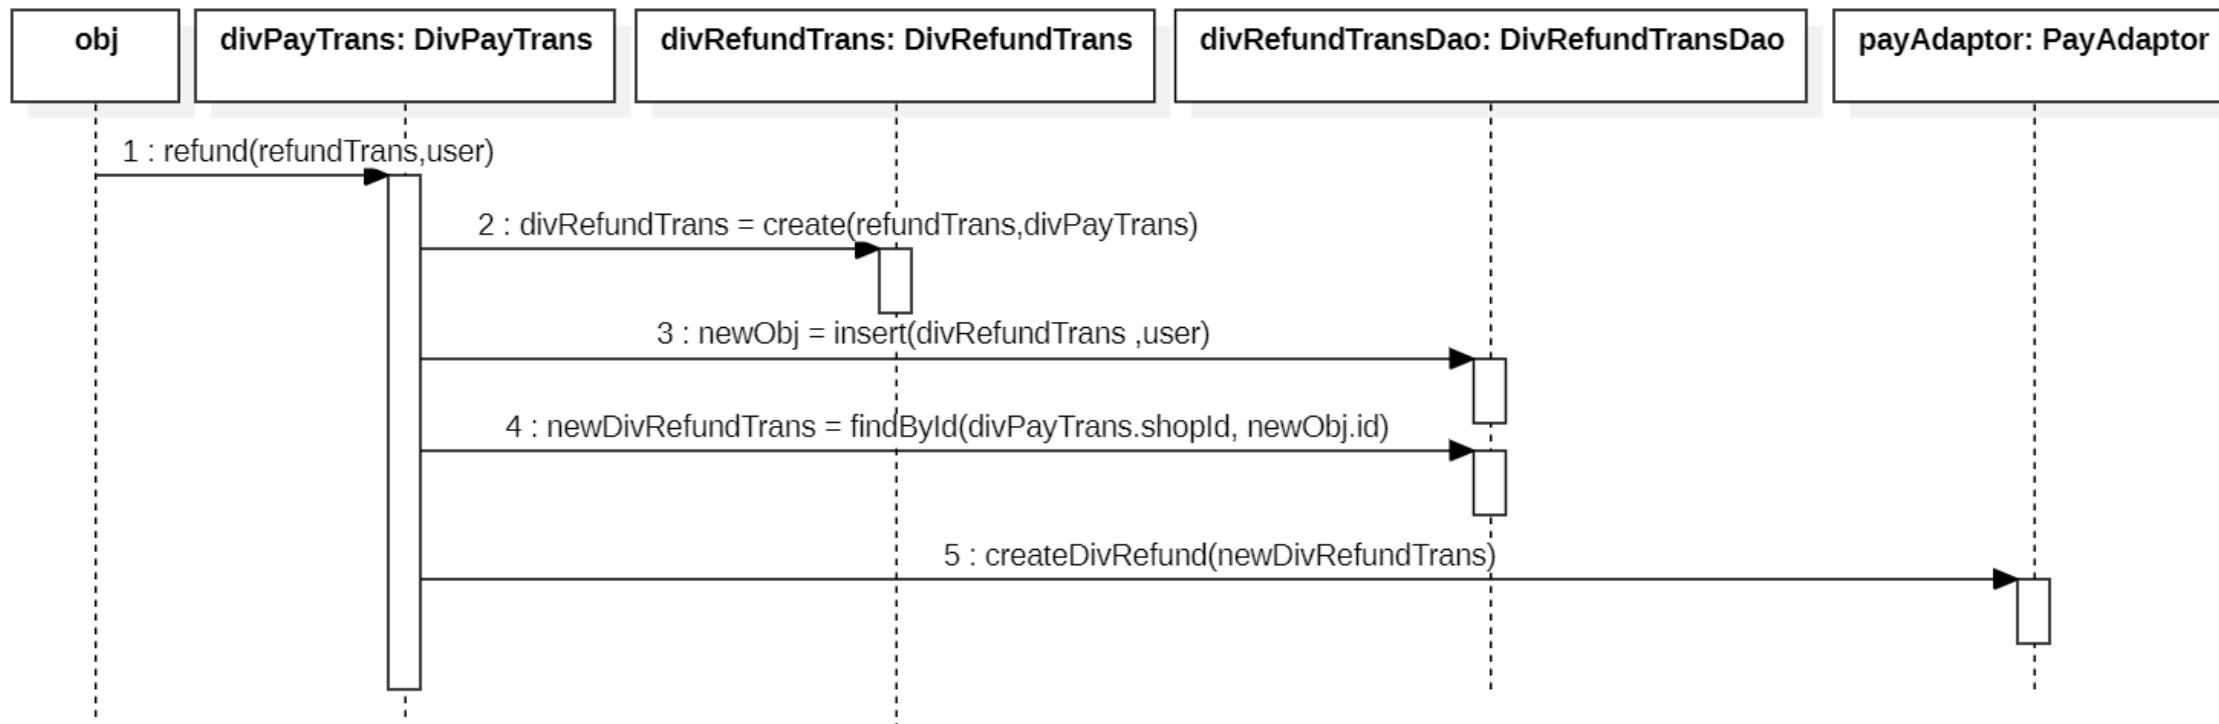 obj
divPayTrans: DivPayTrans
divRefundTrans: DivRefundTrans
divRefundTransDao: DivRefundTransDao
payAdaptor: PayAdaptor
1 : refund(refundTrans,user)
2 : divRefundTrans = create(refundTrans,divPayTrans)
3 : newObj = insert(divRefundTrans ,user)
4 : newDivRefundTrans = findById(divPayTrans.shopId, newObj.id)
5 : createDivRefund(newDivRefundTrans)